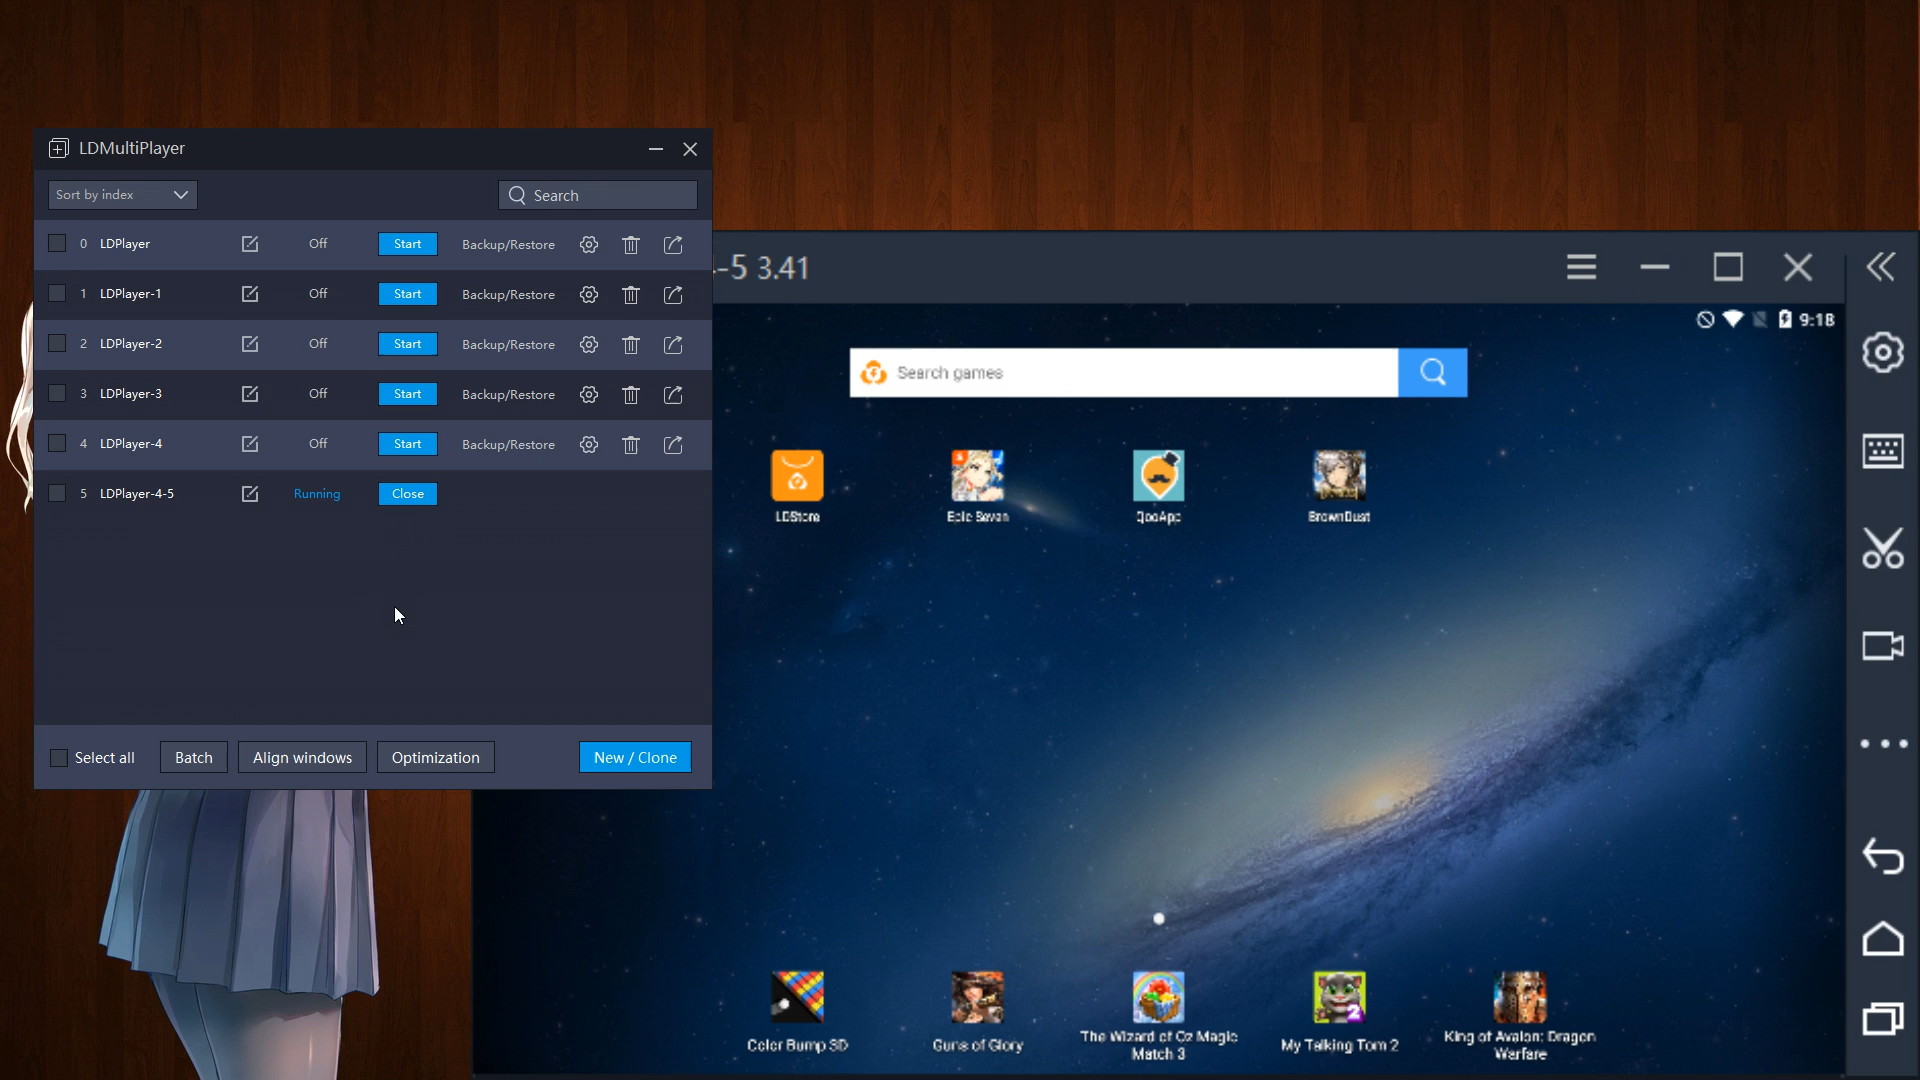 LDMultiPlayer
Sort by index
Search
0 LDPlayer Off Start Backup/Restore
1 LDPlayer-1 Off Start Backup/Restore
2 LDPlayer-2 Off Start Backup/Restore
3 LDPlayer-3 Off Start Backup/Restore
4 LDPlayer-4 Off Start Backup/Restore
5 LDPlayer-4-5 Running Close
Select all
Batch
Align windows
Optimization
New / Clone
-5 3.41
9:18
Search games
LDStore
Epic Seven
QooApp
BrownDust
Color Bump 3D
Guns of Glory
The Wizard of Oz Magic
Match 3
My Talking Tom 2
King of Avalon: Dragon
Warfare